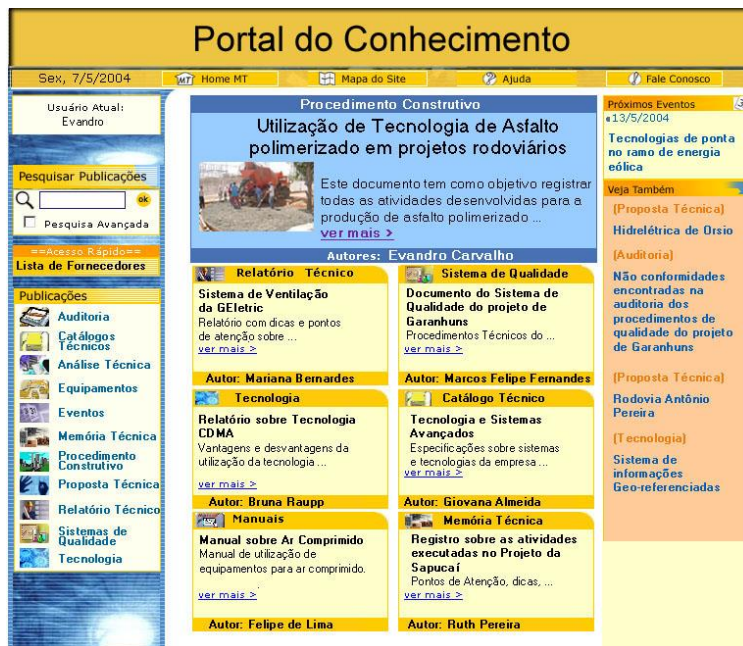 Portal do Conhecimento
Sex, 7/5/2004
MT Home MT
Mapa do Site
Ajuda
Fale Conosco
Usuário Atual:
Evandro
Pesquisar Publicações
ok
Pesquisa Avançada
==Acesso Rápido==
Lista de Fornecedores
Publicações
Auditoria
Catálogos
Técnicos
Análise Técnica
Equipamentos
Eventos
Memória Técnica
Procedimento
Construtivo
Proposta Técnica
Relatório Técnico
Sistemas de
Qualidade
Tecnologia
Procedimento Construtivo
Utilização de Tecnologia de Asfalto
polimerizado em projetos rodoviários
Este documento tem como objetivo registrar
todas as atividades desenvolvidas para a
produção de asfalto polimerizado ...
ver mais >
Autores: Evandro Carvalho
Relatório Técnico
Sistema de Ventilação
da GEletric
Relatório com dicas e pontos
de atenção sobre ...
ver mais >
Autor: Mariana Bernardes
Sistema de Qualidade
Documento do Sistema de
Qualidade do projeto de
Garanhuns
Procedimentos Técnicos do ...
ver mais >
Autor: Marcos Felipe Fernandes
Tecnologia
Relatório sobre Tecnologia
CDMA
Vantagens e desvantagens da
utilização da tecnologia ...
ver mais >
Autor: Bruna Raupp
Catálogo Técnico
Tecnologia e Sistemas
Avançados
Especificações sobre sistemas
e tecnologias da empresa ...
ver mais >
Autor: Giovana Almeida
Manuais
Manual sobre Ar Comprimido
Manual de utilização de
equipamentos para ar comprimido.
.
ver mais >
Autor: Felipe de Lima
Memória Técnica
Registro sobre as atividades
executadas no Projeto da
Sapucaí
Pontos de Atenção, dicas, ...
ver mais >
Autor: Ruth Pereira
Próximos Eventos
13/5/2004
Tecnologias de ponta
no ramo de energia
eólica
Veja Também
(Proposta Técnica)
Hidrelétrica de Orsio
(Auditoria)
Não conformidades
encontradas na
auditoria dos
procedimentos de
qualidade do projeto
de Garanhuns
(Proposta Técnica)
Rodovia Antônio
Pereira
(Tecnologia)
Sistema de
informações
Geo-referenciadas